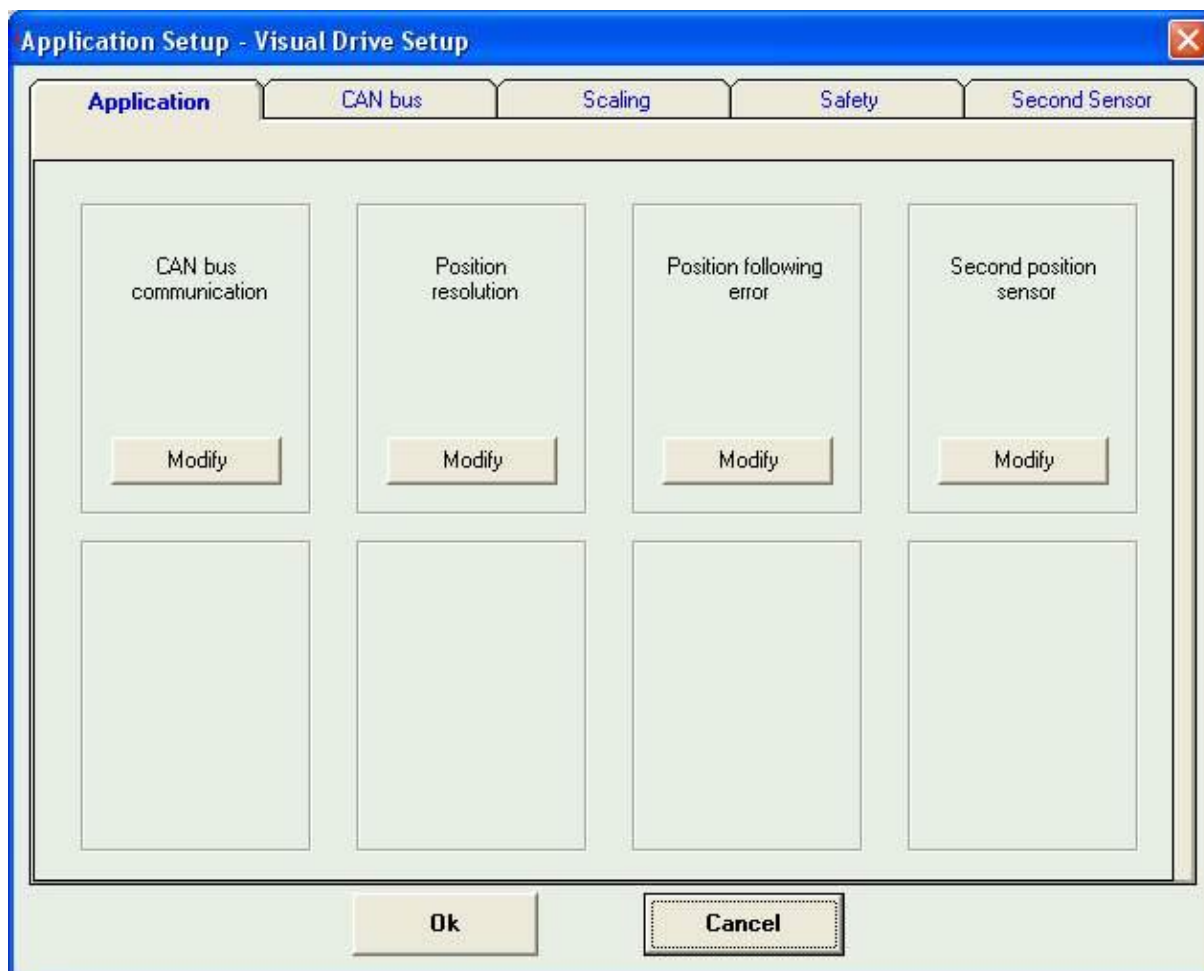 Application Setup - Visual Drive Setup
Application
CAN bus
Scaling
Safety
Second Sensor
CAN bus
communication
Position
resolution
Position following
error
Second position
sensor
Modify
Modify
Modify
Modify
Ok
Cancel